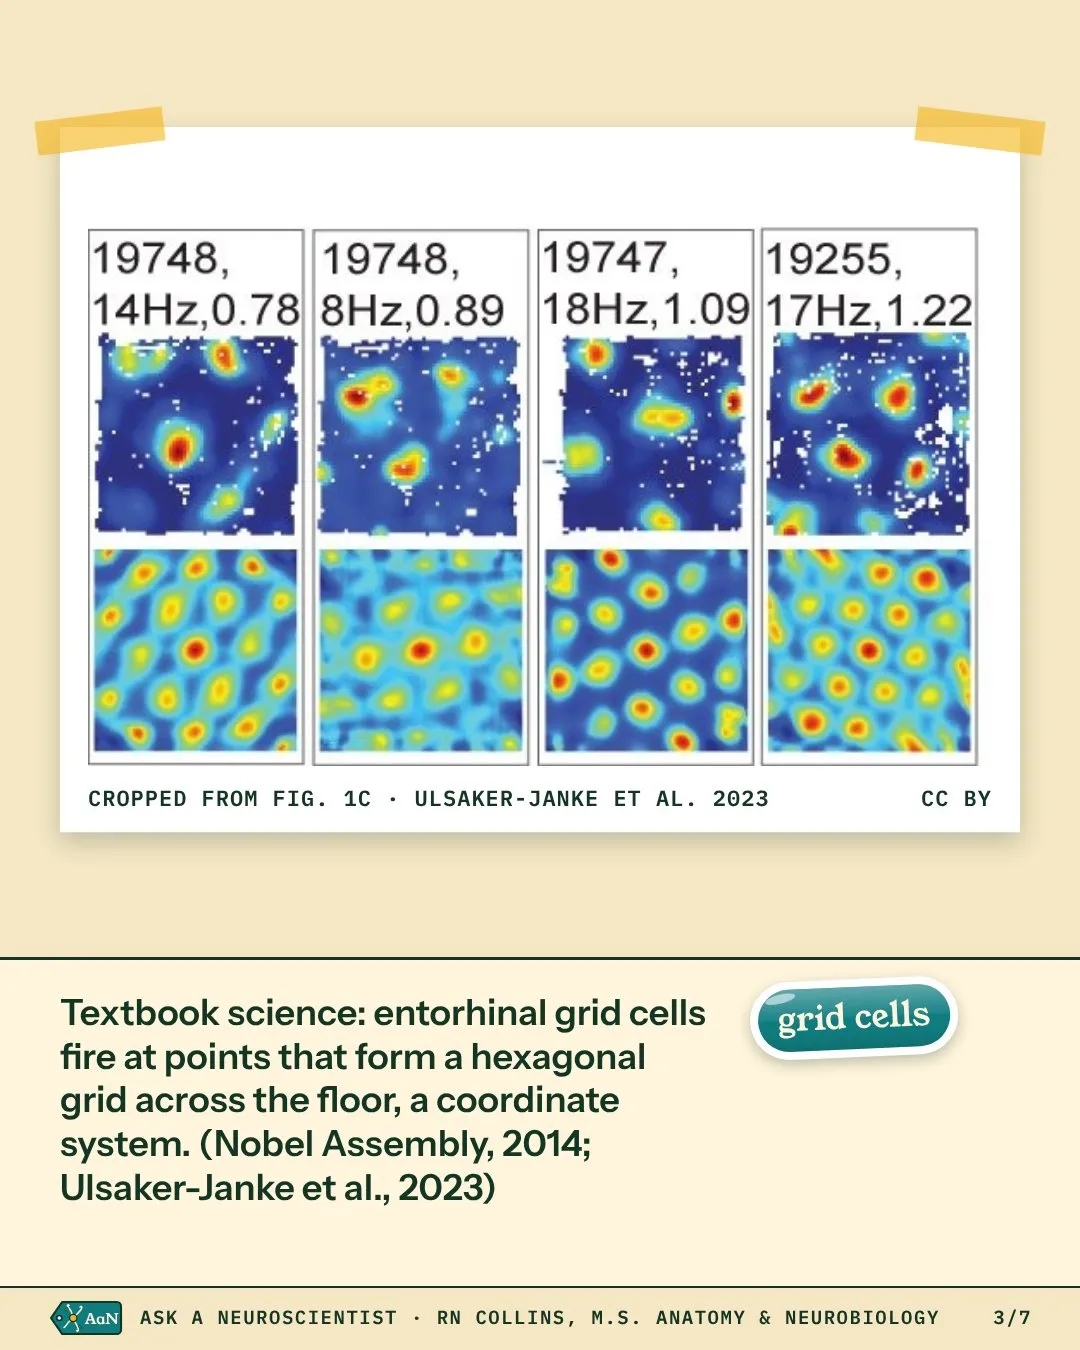 19748,
14Hz,0.78
19748,
8Hz,0.89
19747,
18Hz,1.09
19255,
17Hz,1.22
CROPPED FROM FIG. 1C · ULSAKER-JANKE ET AL. 2023
CC BY
Textbook science: entorhinal grid cells
fire at points that form a hexagonal
grid across the floor, a coordinate
system. (Nobel Assembly, 2014;
Ulsaker-Janke et al., 2023)
grid cells
AaN
ASK A NEUROSCIENTIST · RN COLLINS, M.S. ANATOMY & NEUROBIOLOGY
3/7